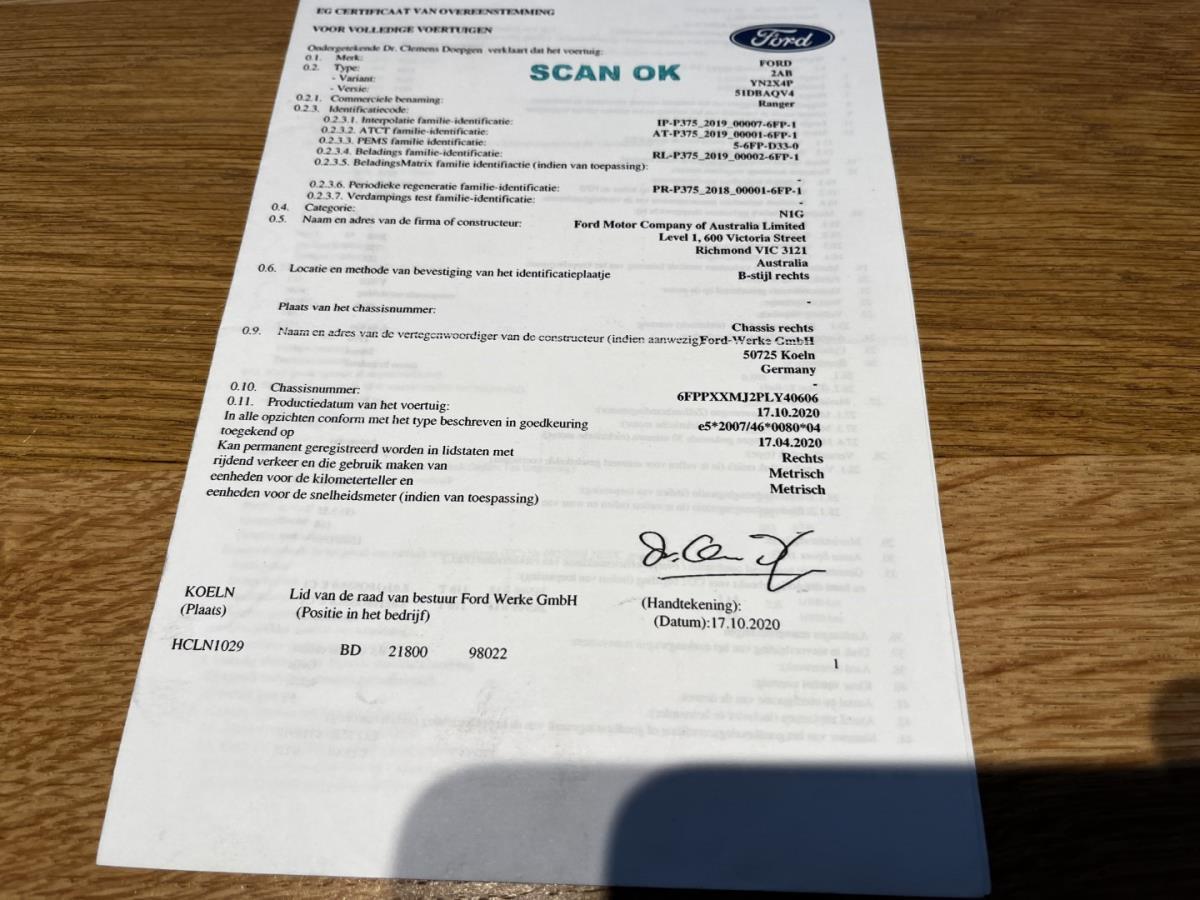 EG CERTIFICAAT VAN OVEREENSTEMMING
VOOR VOLLEDIGE VOERTUIGEN
Ford
Ondergetekende Dr. Clemens Doepgen verklaart dat het voertuig:
0.1. Merk: FORD
0.2. Type: 2AB
- Variant: YN2X4P
- Versie: 51DBAQV4
SCAN OK
0.2.1. Commerciele benaming: Ranger
0.2.3. Identificatiecode:
0.2.3.1. Interpolatie familie-identificatie: IP-P375_2019_00007-6FP-1
0.2.3.2. ATCT familie-identificatie: AT-P375_2019_00001-6FP-1
0.2.3.3. PEMS familie identificatie: 5-6FP-D33-0
0.2.3.4. Beladings familie-identificatie: RL-P375_2019_00002-6FP-1
0.2.3.5. BeladingsMatrix familie identifiactie (indien van toepassing):
-
0.2.3.6. Periodieke regeneratie familie-identificatie: PR-P375_2018_00001-6FP-1
0.2.3.7. Verdampings test familie-identificatie: -
0.4. Categorie: N1G
0.5. Naam en adres van de firma of constructeur: Ford Motor Company of Australia Limited
Level 1, 600 Victoria Street
Richmond VIC 3121
Australia
0.6. Locatie en methode van bevestiging van het identificatieplaatje B-stijl rechts
-
Plaats van het chassisnummer:
Chassis rechts
0.9. Naam en adres van de vertegenwoordiger van de constructeur (indien aanwezig) Ford-Werke GmbH
50725 Koeln
Germany
-
0.10. Chassisnummer: 6FPPXXMJ2PLY40606
0.11. Productiedatum van het voertuig: 17.10.2020
In alle opzichten conform met het type beschreven in goedkeuring e5*2007/46*0080*04
toegekend op 17.04.2020
Kan permanent geregistreerd worden in lidstaten met
rijdend verkeer en die gebruik maken van Rechts
eenheden voor de kilometerteller en Metrisch
eenheden voor de snelheidsmeter (indien van toespassing) Metrisch
KOELN Lid van de raad van bestuur Ford Werke GmbH (Handtekening):
(Plaats) (Positie in het bedrijf) (Datum):17.10.2020
HCLN1029 BD 21800 98022 1